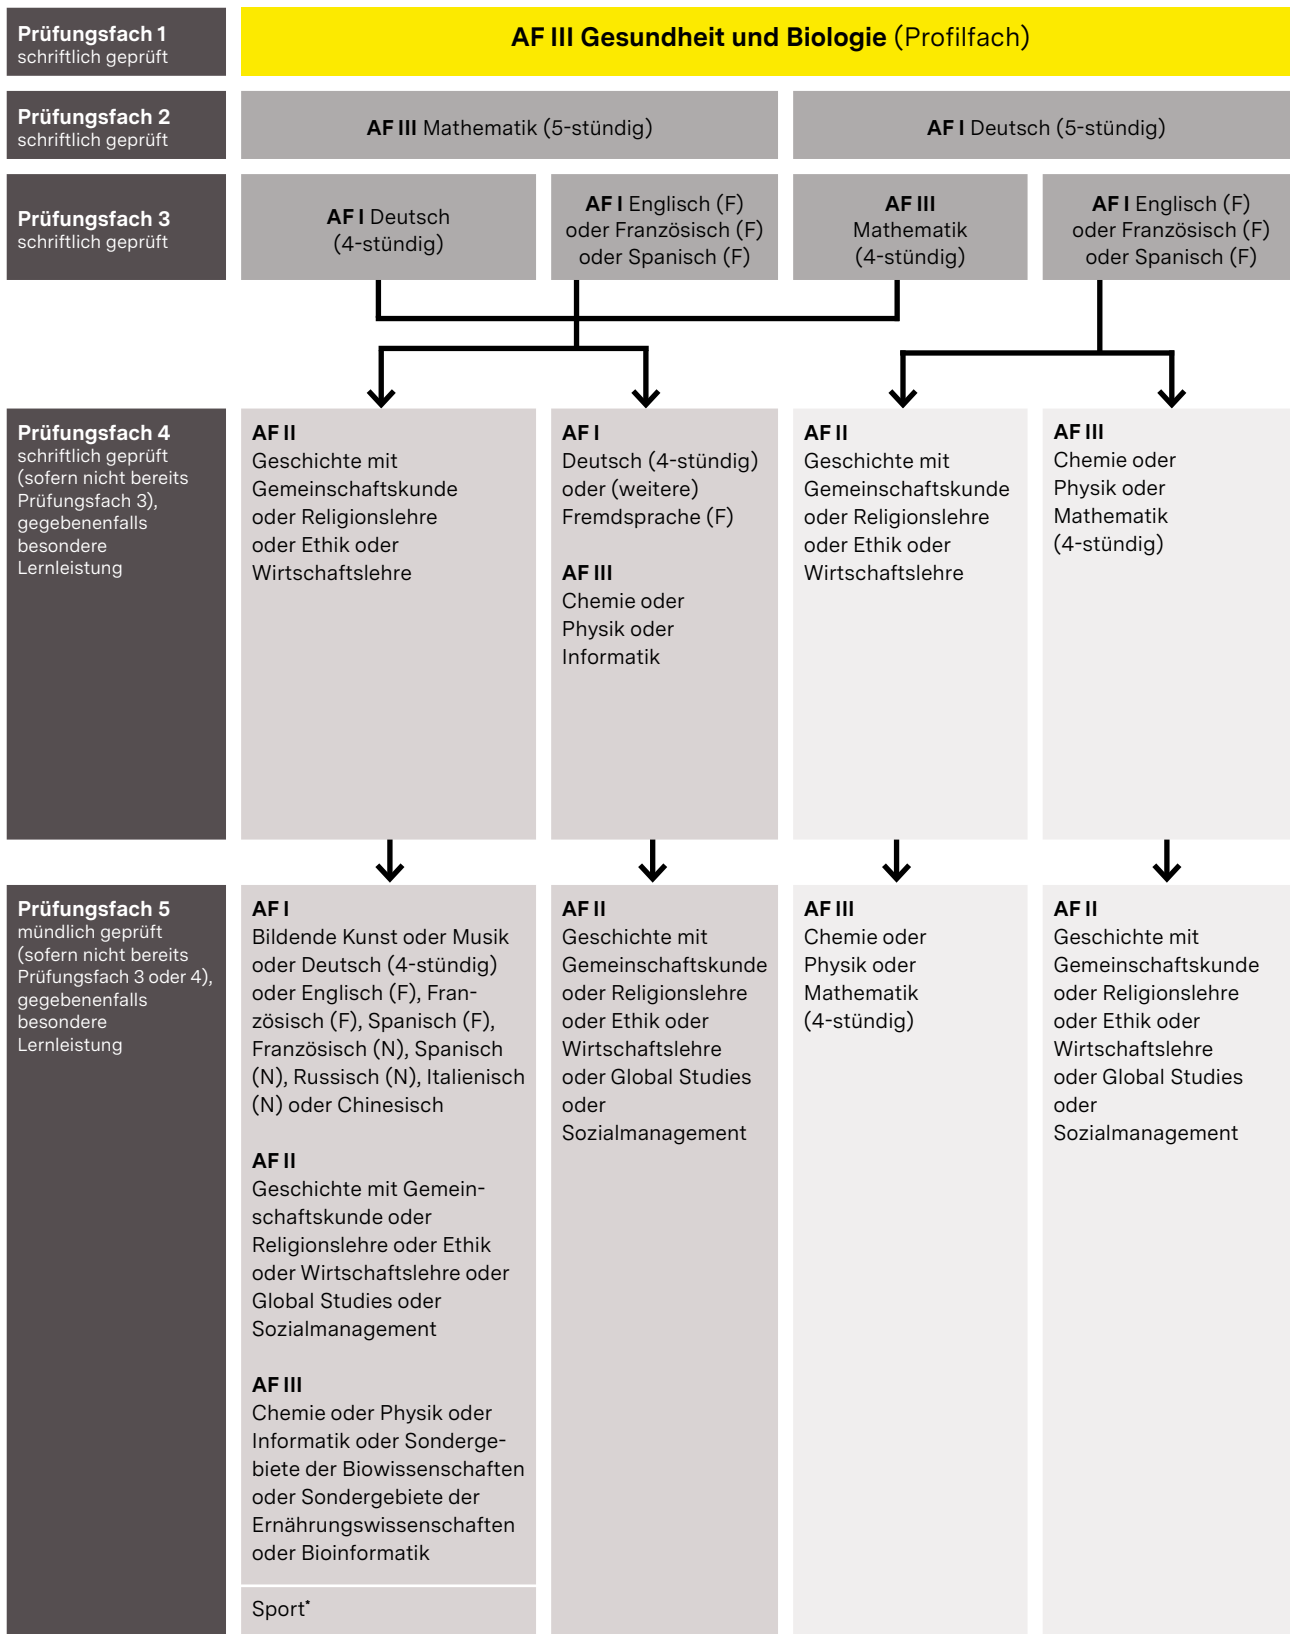 Prüfungsfach 1
schriftlich geprüft
AF III Gesundheit und Biologie (Profilfach)
Prüfungsfach 2
schriftlich geprüft
AF III Mathematik (5-stündig)
AF I Deutsch (5-stündig)
Prüfungsfach 3
schriftlich geprüft
AF I Deutsch
(4-stündig)
AF I Englisch (F)
oder Französisch (F)
oder Spanisch (F)
AF III
Mathematik
(4-stündig)
AF I Englisch (F)
oder Französisch (F)
oder Spanisch (F)
Prüfungsfach 4
schriftlich geprüft
(sofern nicht bereits
Prüfungsfach 3),
gegebenenfalls
besondere
Lernleistung
AF II
Geschichte mit
Gemeinschaftskunde
oder Religionslehre
oder Ethik oder
Wirtschaftslehre
AF I
Deutsch (4-stündig)
oder (weitere)
Fremdsprache (F)
AF III
Chemie oder
Physik oder
Informatik
AF II
Geschichte mit
Gemeinschaftskunde
oder Religionslehre
oder Ethik oder
Wirtschaftslehre
AF III
Chemie oder
Physik oder
Mathematik
(4-stündig)
Prüfungsfach 5
mündlich geprüft
(sofern nicht bereits
Prüfungsfach 3 oder 4),
gegebenenfalls
besondere
Lernleistung
AF I
Bildende Kunst oder Musik
oder Deutsch (4-stündig)
oder Englisch (F), Fran-
zösisch (F), Spanisch (F),
Französisch (N), Spanisch
(N), Russisch (N), Italienisch
(N) oder Chinesisch
AF II
Geschichte mit Gemein-
schaftskunde oder
Religionslehre oder Ethik
oder Wirtschaftslehre oder
Global Studies oder
Sozialmanagement
AF III
Chemie oder Physik oder
Informatik oder Sonderge-
biete der Biowissenschaften
oder Sondergebiete der
Ernährungswissenschaften
oder Bioinformatik
Sport*
AF II
Geschichte mit
Gemeinschaftskunde
oder Religionslehre
oder Ethik oder
Wirtschaftslehre
oder Global Studies
oder
Sozialmanagement
AF III
Chemie oder
Physik oder
Mathematik
(4-stündig)
AF II
Geschichte mit
Gemeinschaftskunde
oder Religionslehre
oder Ethik oder
Wirtschaftslehre
oder Global Studies
oder
Sozialmanagement